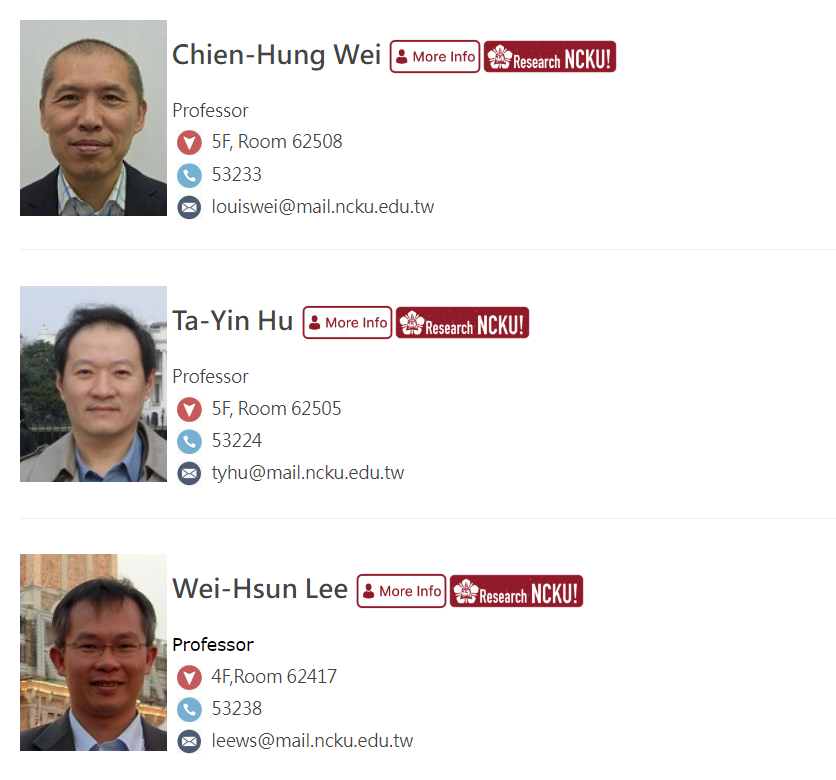 Chien-Hung Wei More Info Research NCKU!
Professor
5F, Room 62508
53233
louiswei@mail.ncku.edu.tw
Ta-Yin Hu More Info Research NCKU!
Professor
5F, Room 62505
53224
tyhu@mail.ncku.edu.tw
Wei-Hsun Lee More Info Research NCKU!
Professor
4F,Room 62417
53238
leews@mail.ncku.edu.tw